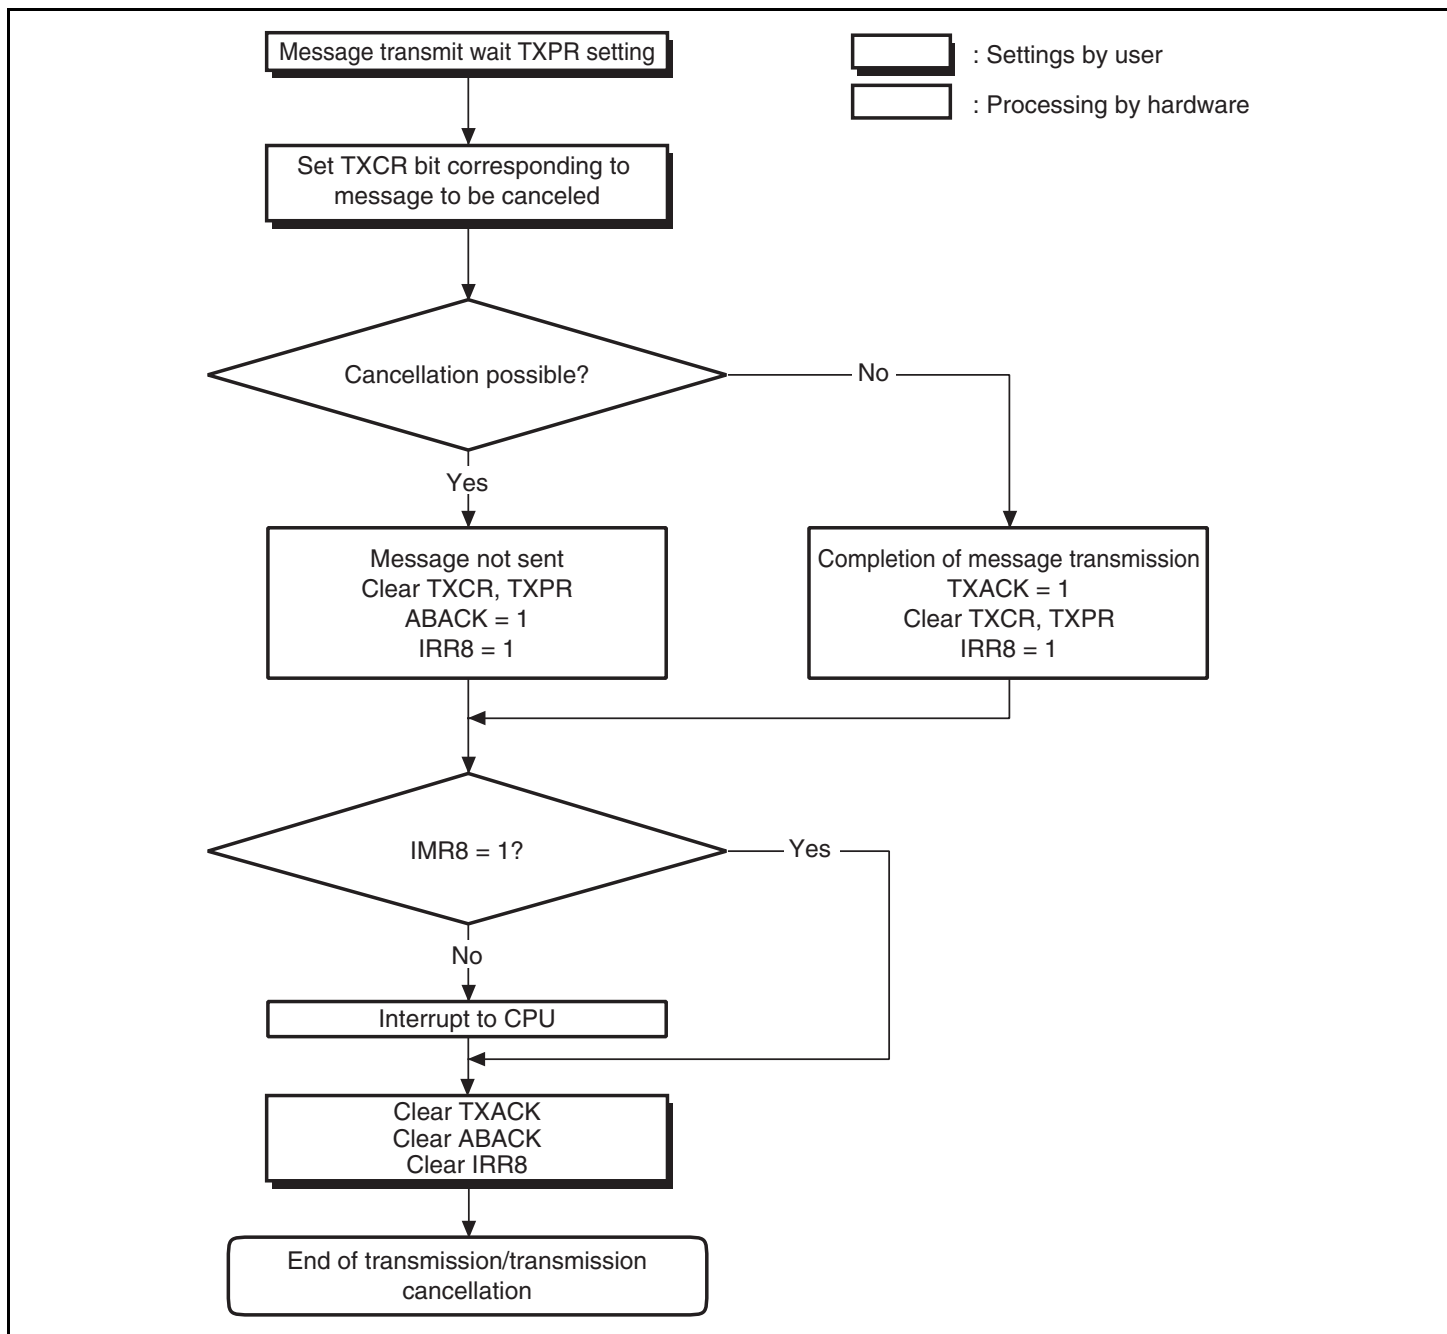 Message transmit wait TXPR setting
: Settings by user
: Processing by hardware
Set TXCR bit corresponding to
message to be canceled
Cancellation possible?
No
Yes
Message not sent
Clear TXCR, TXPR
ABACK = 1
IRR8 = 1
Completion of message transmission
TXACK = 1
Clear TXCR, TXPR
IRR8 = 1
IMR8 = 1?
Yes
No
Interrupt to CPU
Clear TXACK
Clear ABACK
Clear IRR8
End of transmission/transmission
cancellation